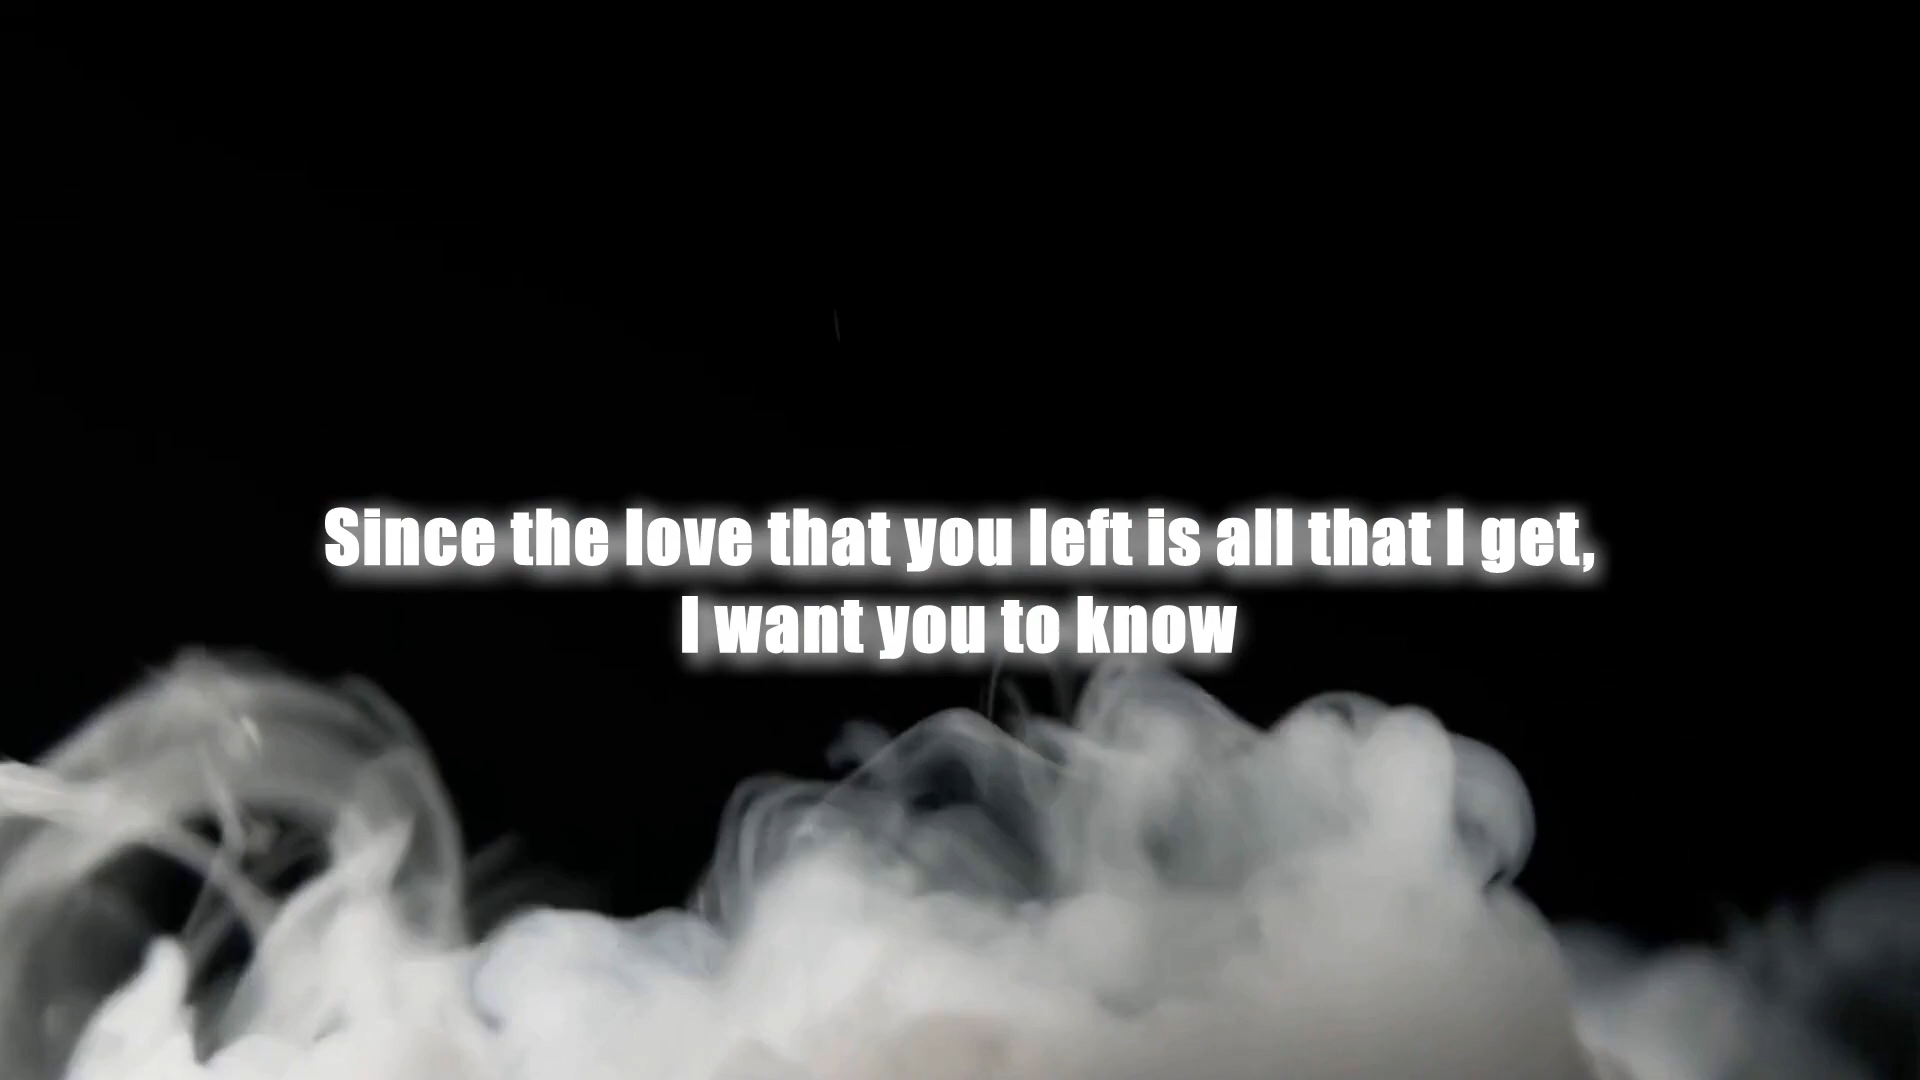 Since the love that you left is all that I get,
I want you to know